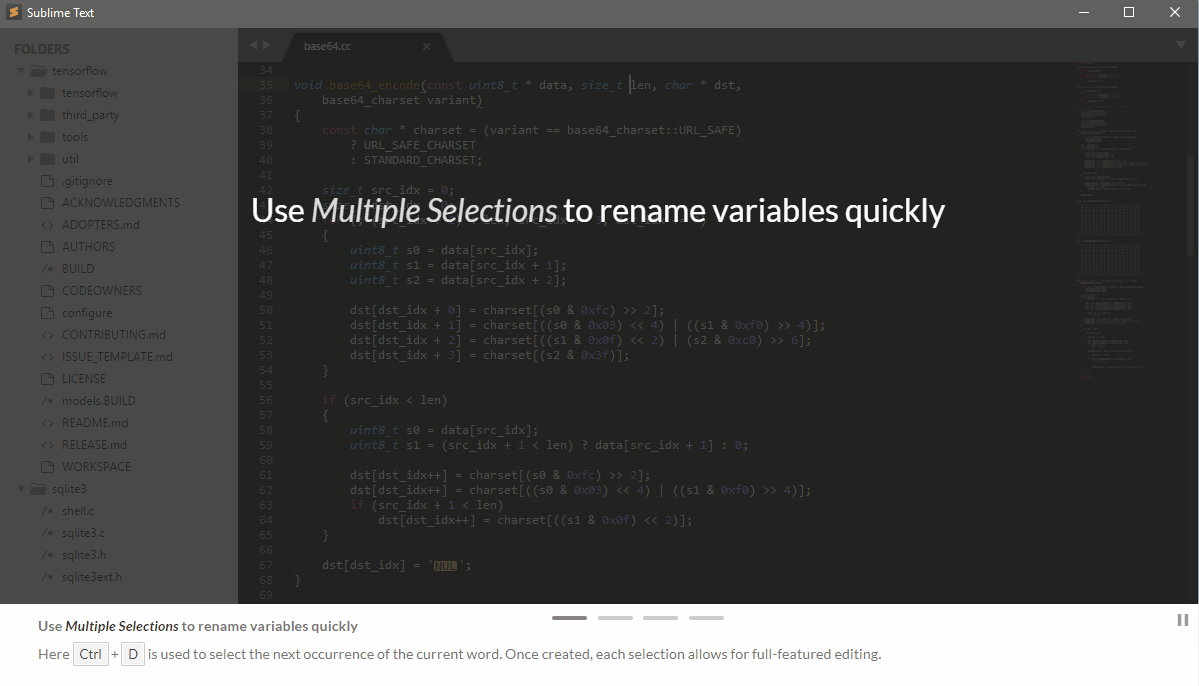 Sublime Text
FOLDERS
tensorflow
tensorflow
third_party
tools
util
.gitignore
ACKNOWLEDGMENTS
<> ADOPTERS.md
AUTHORS
/* BUILD
CODEOWNERS
configure
<> CONTRIBUTING.md
<> ISSUE_TEMPLATE.md
LICENSE
/* models.BUILD
<> README.md
<> RELEASE.md
WORKSPACE
sqlite3
/* shell.c
/* sqlite3.c
/* sqlite3.h
/* sqlite3ext.h
base64.cc
34
35 void base64_encode(const uint8_t * data, size_t len, char * dst,
36 base64_charset variant)
37 {
38 const char * charset = (variant == base64_charset::URL_SAFE)
39 ? URL_SAFE_CHARSET
40 : STANDARD_CHARSET;
41
42 size_t src_idx = 0;
Use Multiple Selections to rename variables quickly
45 {
46 uint8_t s0 = data[src_idx];
47 uint8_t s1 = data[src_idx + 1];
48 uint8_t s2 = data[src_idx + 2];
49
50 dst[dst_idx + 0] = charset[(s0 & 0xfc) >> 2];
51 dst[dst_idx + 1] = charset[((s0 & 0x03) << 4) | ((s1 & 0xf0) >> 4)];
52 dst[dst_idx + 2] = charset[((s1 & 0x0f) << 2) | (s2 & 0xc0) >> 6];
53 dst[dst_idx + 3] = charset[(s2 & 0x3f)];
54 }
55
56 if (src_idx < len)
57 {
58 uint8_t s0 = data[src_idx];
59 uint8_t s1 = (src_idx + 1 < len) ? data[src_idx + 1] : 0;
60
61 dst[dst_idx++] = charset[(s0 & 0xfc) >> 2];
62 dst[dst_idx++] = charset[((s0 & 0x03) << 4) | ((s1 & 0xf0) >> 4)];
63 if (src_idx + 1 < len)
64 dst[dst_idx++] = charset[((s1 & 0x0f) << 2)];
65 }
66
67 dst[dst_idx] = 'NUL';
68 }
69
Use Multiple Selections to rename variables quickly
Here Ctrl + D is used to select the next occurrence of the current word. Once created, each selection allows for full-featured editing.